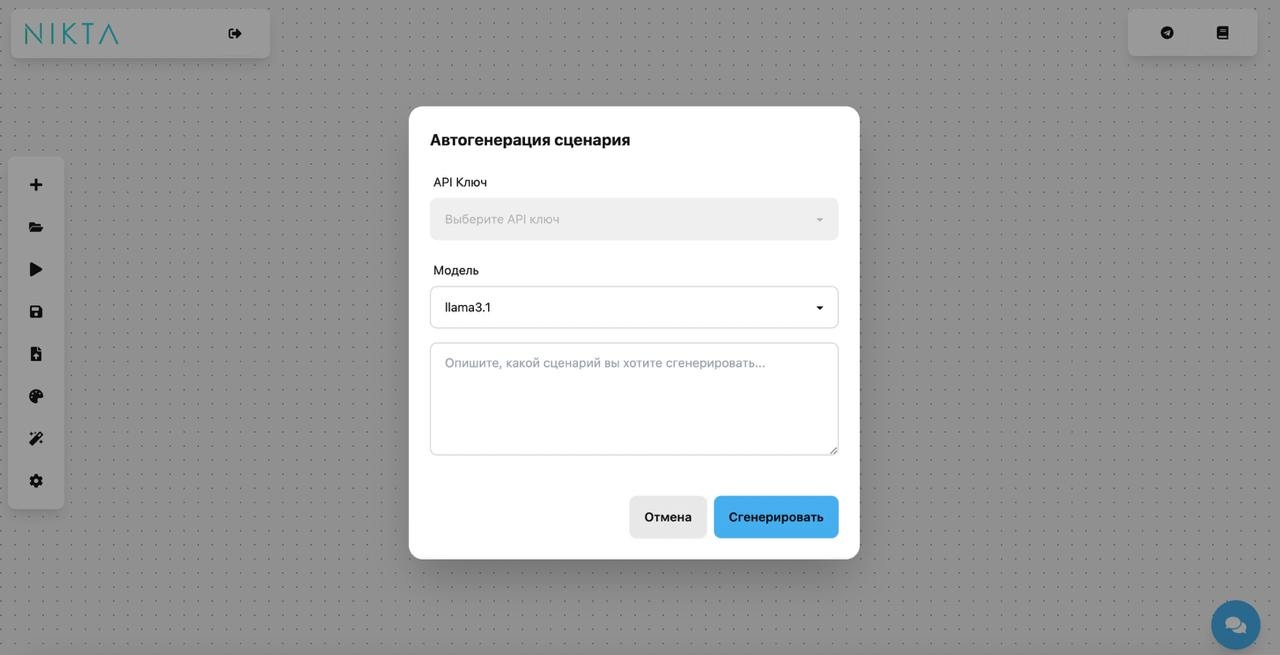 NIKTA
Автогенерация сценария
API Ключ
Выберите API ключ
Модель
llama3.1
Опишите, какой сценарий вы хотите сгенерировать...
Отмена
Сгенерировать